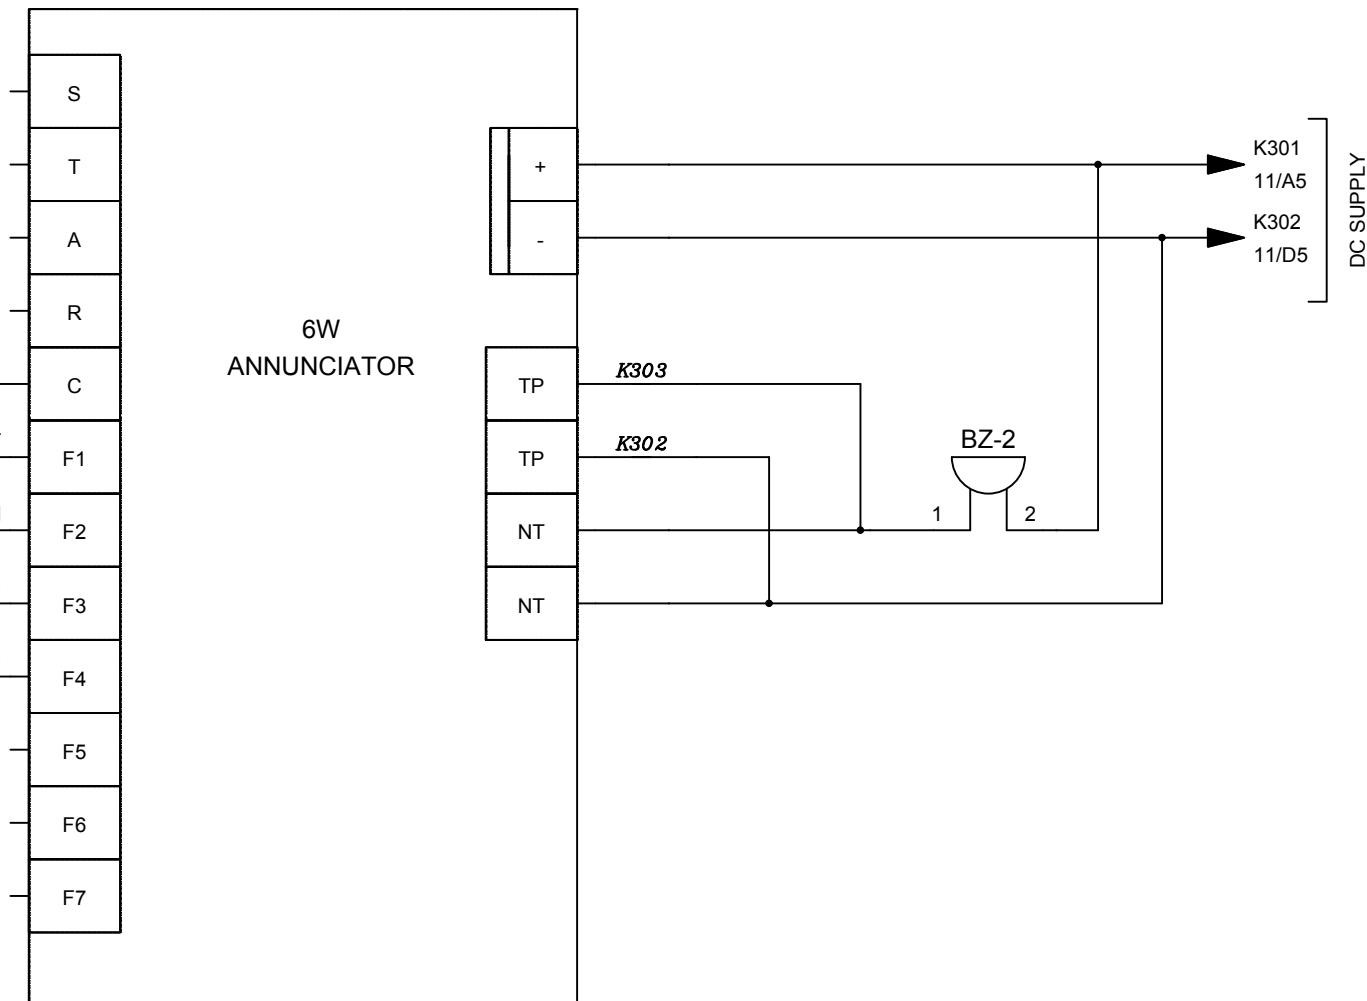 S
T
A
R
C
F1
F2
F3
F4
F5
F6
F7
6W
ANNUNCIATOR
+
-
TP
TP
NT
NT
K303
K302
BZ-2
1
2
K301
11/A5
K302
11/D5
DC SUPPLY